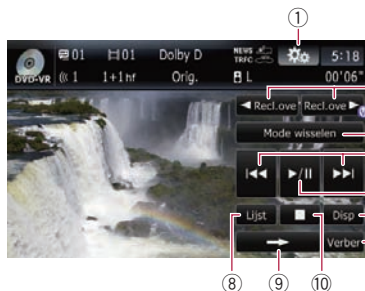 ①
01 01 Dolby D NEWS TRFC 5:18
DVD-VR 1 1+1 hf Orig. L 00'06"
◄ Recl.ove Recl.ove ►
Mode wisselen
Lijst Disp
Verber
⑧ ⑨ ⑩